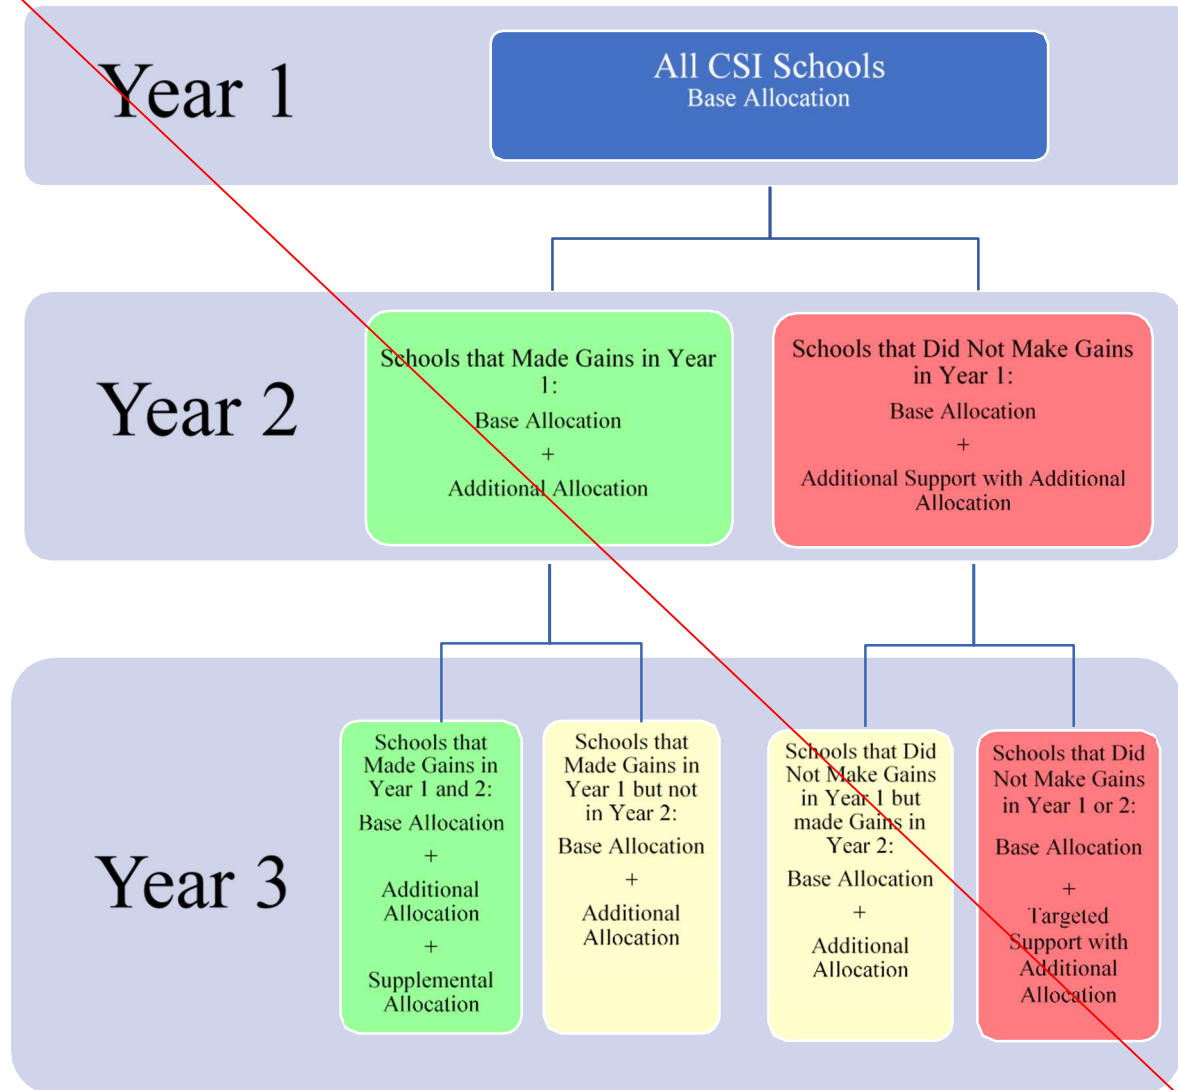 Year 1
All CSI Schools
Base Allocation
Year 2
Schools that Made Gains in Year
1:
Base Allocation
+
Additional Allocation
Schools that Did Not Make Gains
in Year 1:
Base Allocation
+
Additional Support with Additional
Allocation
Year 3
Schools that
Made Gains in
Year 1 and 2:
Base Allocation
+
Additional
Allocation
+
Supplemental
Allocation
Schools that
Made Gains in
Year 1 but not
in Year 2:
Base Allocation
+
Additional
Allocation
Schools that Did
Not Make Gains
in Year 1 but
made Gains in
Year 2:
Base Allocation
+
Additional
Allocation
Schools that Did
Not Make Gains
in Year 1 or 2:
Base Allocation
+
Targeted
Support with
Additional
Allocation